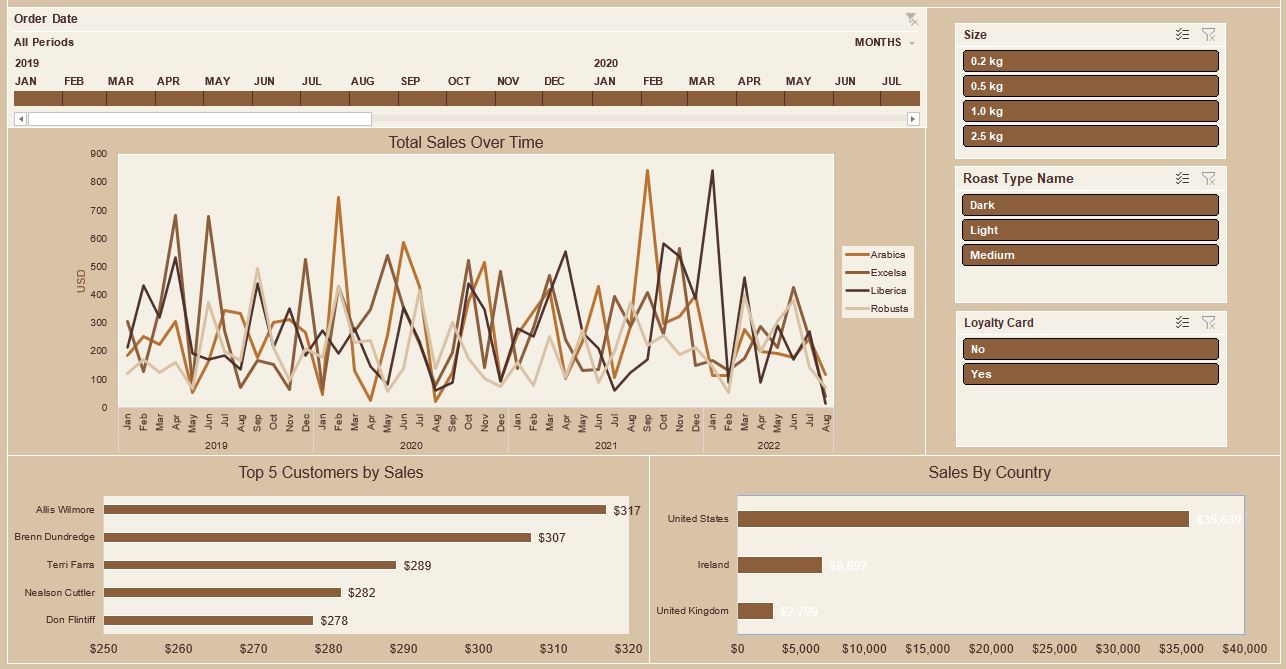 Order Date
All Periods
MONTHS
2019 2020
JAN FEB MAR APR MAY JUN JUL AUG SEP OCT NOV DEC JAN FEB MAR APR MAY JUN JUL
Size
0.2 kg
0.5 kg
1.0 kg
2.5 kg
Roast Type Name
Dark
Light
Medium
Loyalty Card
No
Yes
Total Sales Over Time
USD
900
800
700
600
500
400
300
200
100
0
Jan Feb Mar Apr May Jun Jul Aug Sep Oct Nov Dec Jan Feb Mar Apr May Jun Jul Aug Sep Oct Nov Dec Jan Feb Mar Apr May Jun Jul Aug Sep Oct Nov Dec Jan Feb Mar Apr May Jun Jul Aug
2019 2020 2021 2022
Arabica
Excelsa
Liberica
Robusta
Top 5 Customers by Sales
Allis Wilmore $317
Brenn Dundredge $307
Terri Farra $289
Nealson Cuttler $282
Don Flintiff $278
$250 $260 $270 $280 $290 $300 $310 $320
Sales By Country
United States $35,639
Ireland $6,697
United Kingdom $2,799
$0 $5,000 $10,000 $15,000 $20,000 $25,000 $30,000 $35,000 $40,000